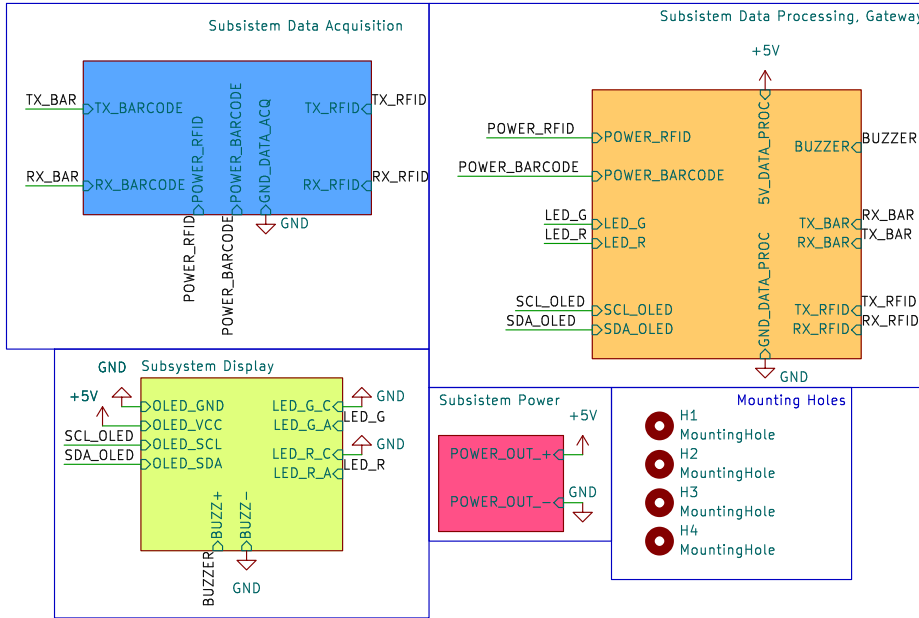 Subsistem Data Acquisition
TX_BAR
TX_BARCODE
RX_BAR
RX_BARCODE
POWER_RFID
POWER_BARCODE
GND_DATA_ACQ
TX_RFID
TX_RFID
RX_RFID
RX_RFID
POWER_RFID
POWER_BARCODE
GND
Subsistem Data Processing, Gateway
+5V
5V_DATA_PROC
POWER_RFID
POWER_RFID
POWER_BARCODE
POWER_BARCODE
LED_G
LED_G
LED_R
LED_R
SCL_OLED
SCL_OLED
SDA_OLED
SDA_OLED
BUZZER
BUZZER
TX_BAR
RX_BAR
RX_BAR
TX_BAR
TX_RFID
TX_RFID
RX_RFID
RX_RFID
GND_DATA_PROC
GND
Subsystem Display
GND
OLED_GND
+5V
OLED_VCC
SCL_OLED
OLED_SCL
SDA_OLED
OLED_SDA
LED_G_C
GND
LED_G_A
LED_G
LED_R_C
GND
LED_R_A
LED_R
BUZZ+
BUZZ-
BUZZER
GND
Subsistem Power
+5V
POWER_OUT_+
GND
POWER_OUT_-
Mounting Holes
H1
MountingHole
H2
MountingHole
H3
MountingHole
H4
MountingHole